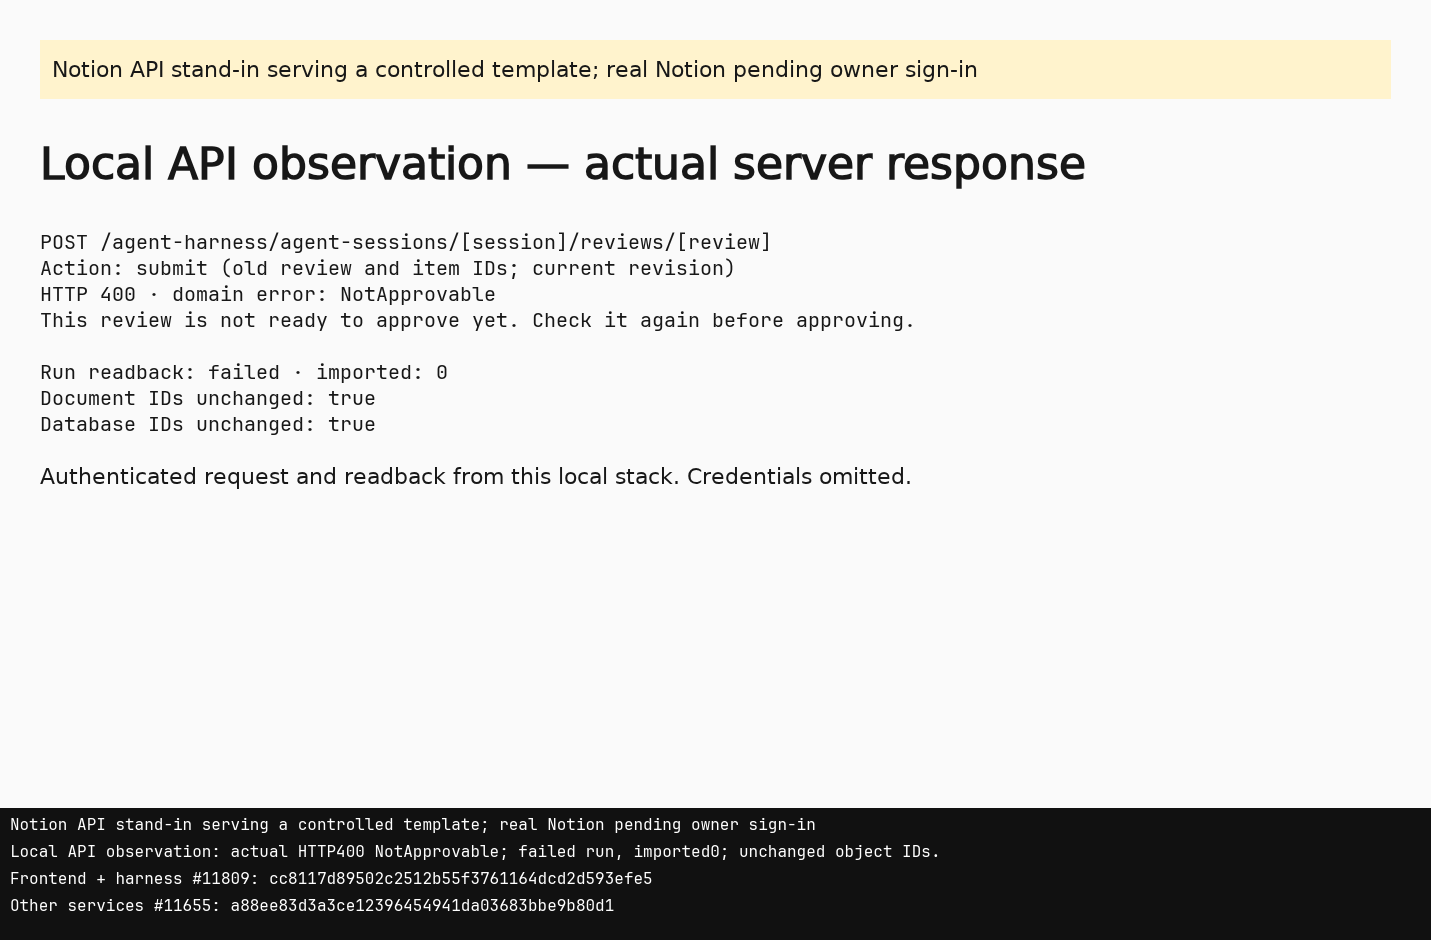 Notion API stand-in serving a controlled template; real Notion pending owner sign-in
Local API observation — actual server response
POST /agent-harness/agent-sessions/[session]/reviews/[review]
Action: submit (old review and item IDs; current revision)
HTTP 400 · domain error: NotApprovable
This review is not ready to approve yet. Check it again before approving.
Run readback: failed · imported: 0
Document IDs unchanged: true
Database IDs unchanged: true
Authenticated request and readback from this local stack. Credentials omitted.
Notion API stand-in serving a controlled template; real Notion pending owner sign-in
Local API observation: actual HTTP400 NotApprovable; failed run, imported0; unchanged object IDs.
Frontend + harness #11809: cc8117d89502c2512b55f3761164dcd2d593efe5
Other services #11655: a88ee83d3a3ce12396454941da03683bbe9b80d1